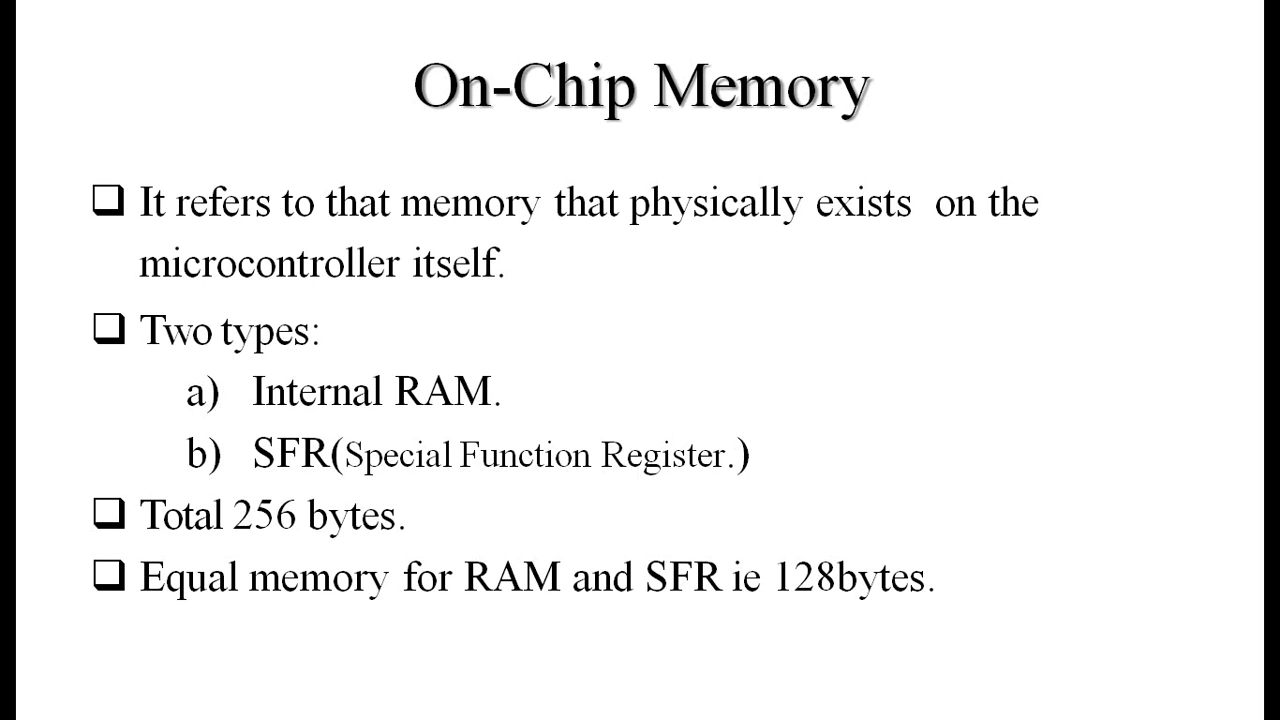 On-Chip Memory
It refers to that memory that physically exists on the
microcontroller itself.
Two types:
a) Internal RAM.
b) SFR(Special Function Register.)
Total 256 bytes.
Equal memory for RAM and SFR ie 128bytes.